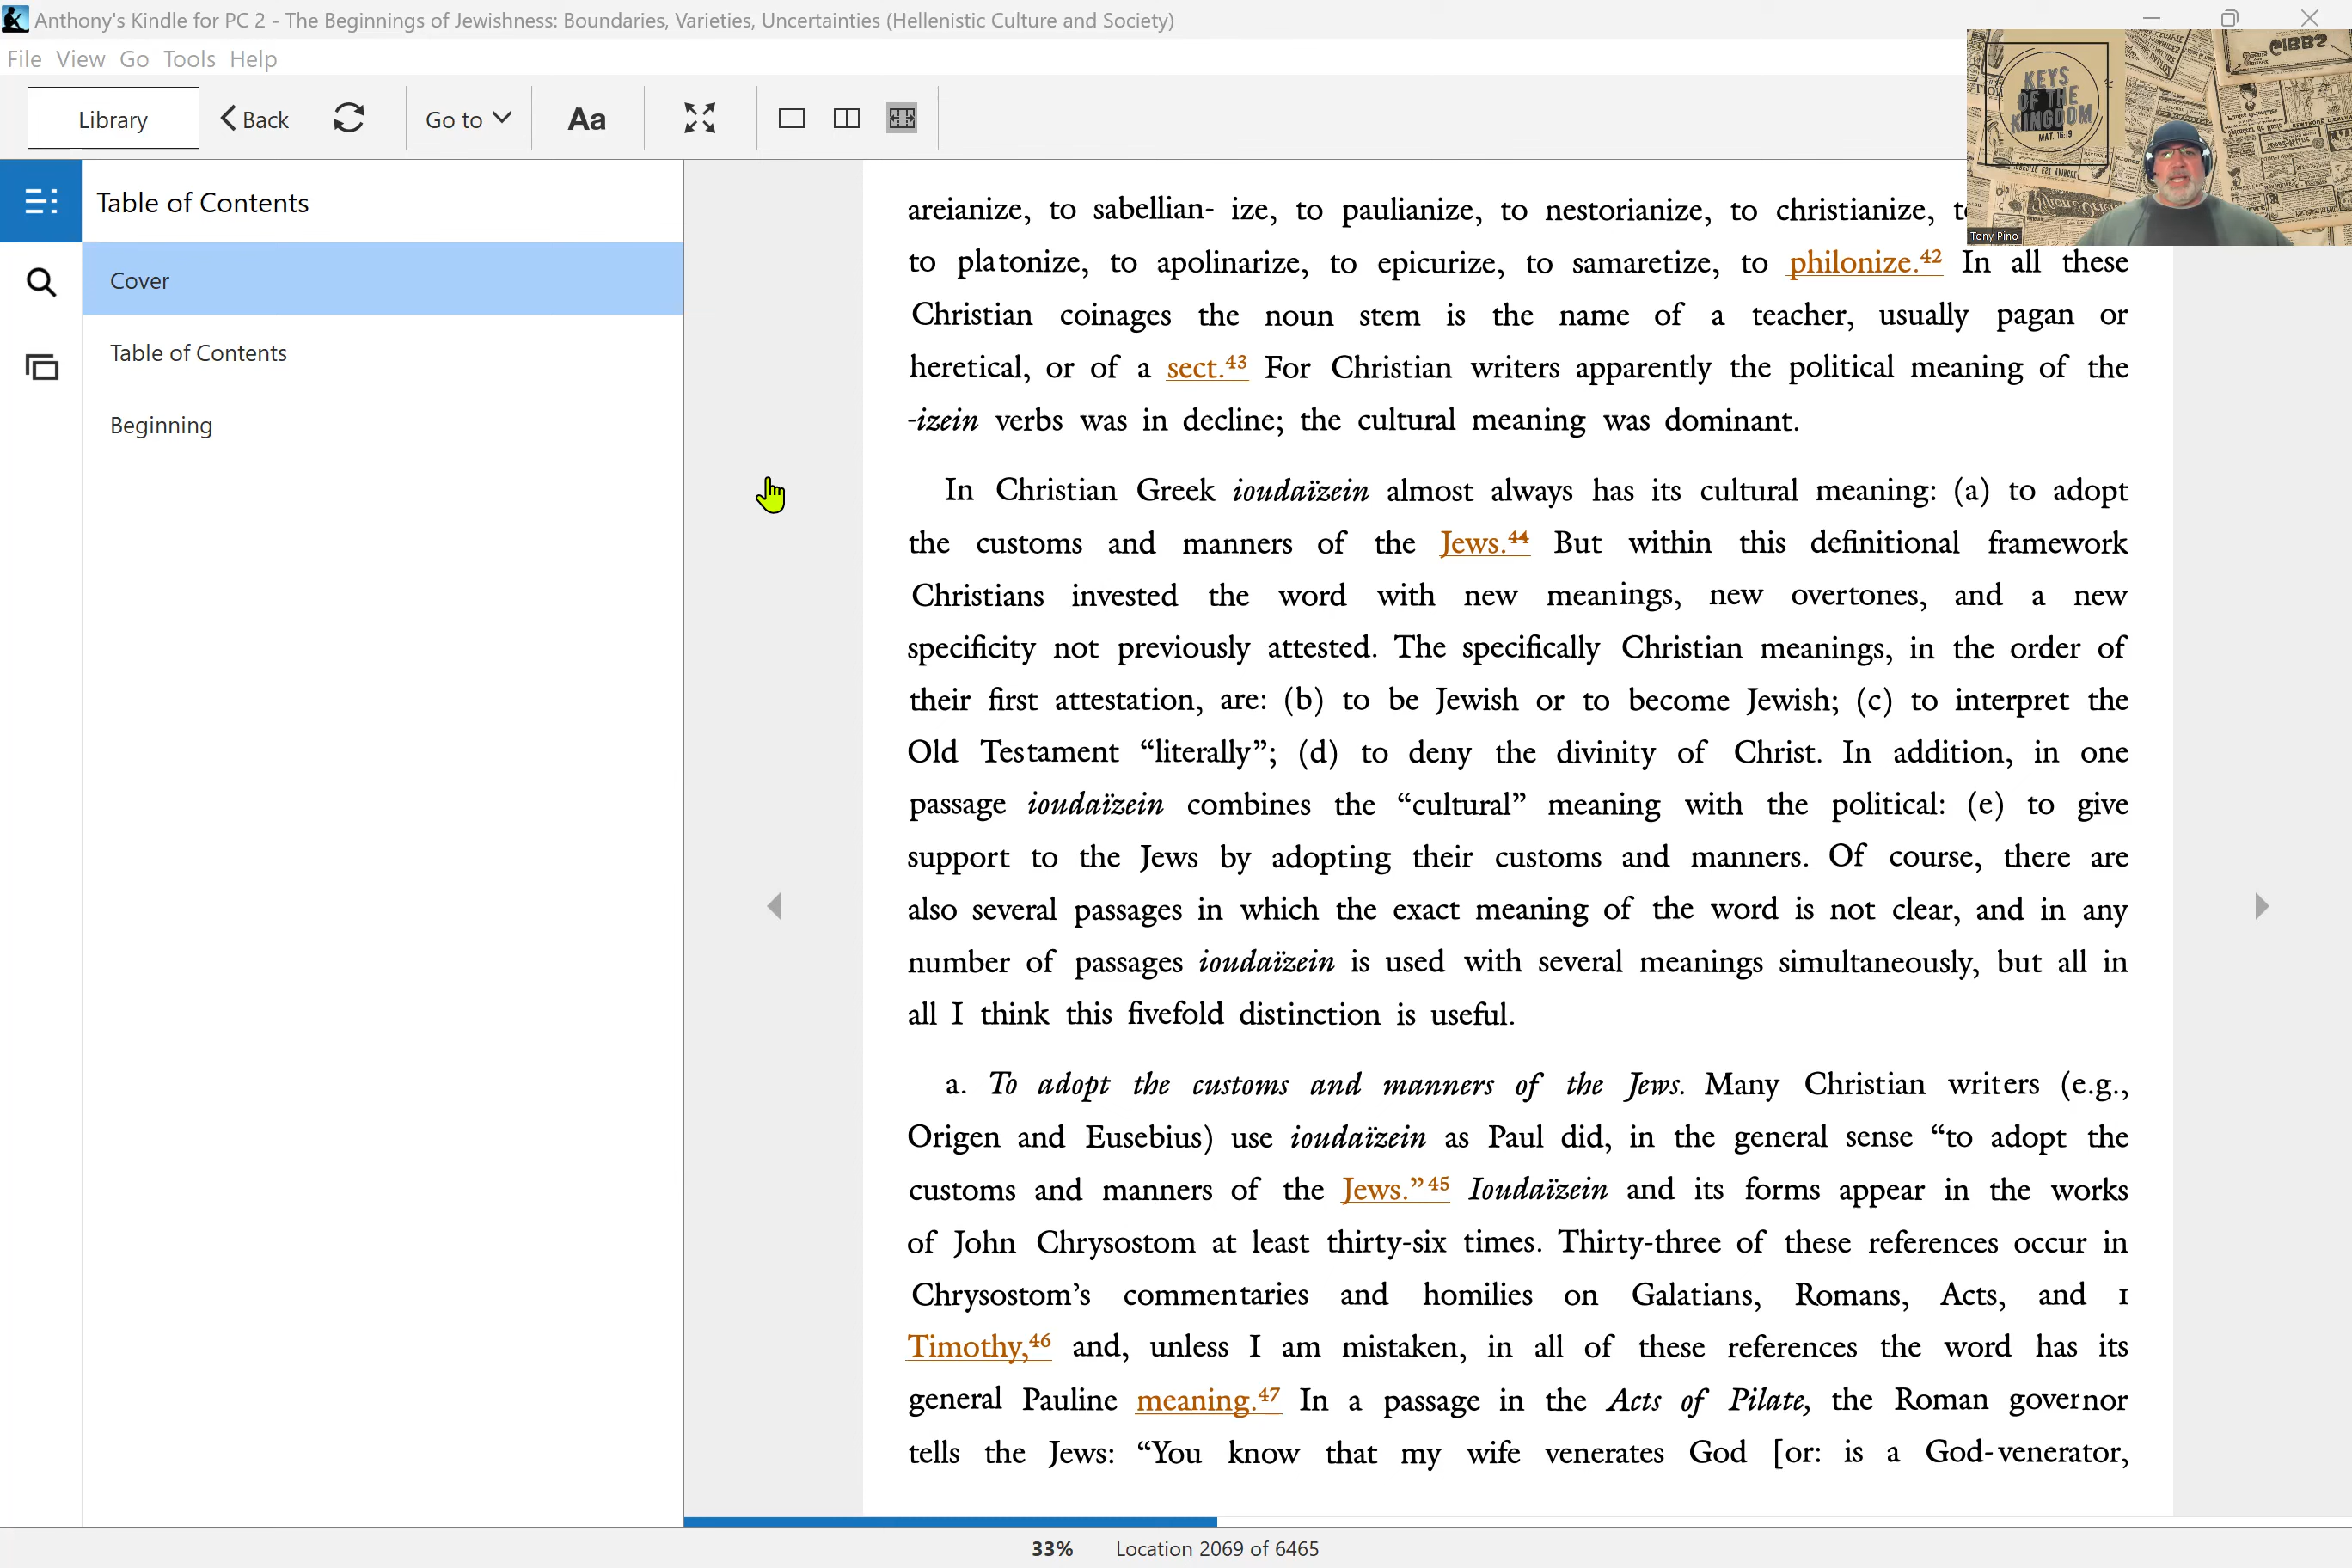 Anthony's Kindle for PC 2 - The Beginnings of Jewishness: Boundaries, Varieties, Uncertainties (Hellenistic Culture and Society)
File View Go Tools Help
Library
Back
Go to
Aa
Table of Contents
Cover
Table of Contents
Beginning
KEYS
OF THE
KINGDOM
MAT. 16:19
Tony Pino
areianize, to sabellian- ize, to paulianize, to nestorianize, to christianize,
to platonize, to apolinarize, to epicurize, to samaretize, to philonize.42 In all these
Christian coinages the noun stem is the name of a teacher, usually pagan or
heretical, or of a sect.43 For Christian writers apparently the political meaning of the
-izein verbs was in decline; the cultural meaning was dominant.
In Christian Greek ioudaïzein almost always has its cultural meaning: (a) to adopt
the customs and manners of the Jews.44 But within this definitional framework
Christians invested the word with new meanings, new overtones, and a new
specificity not previously attested. The specifically Christian meanings, in the order of
their first attestation, are: (b) to be Jewish or to become Jewish; (c) to interpret the
Old Testament “literally”; (d) to deny the divinity of Christ. In addition, in one
passage ioudaïzein combines the “cultural” meaning with the political: (e) to give
support to the Jews by adopting their customs and manners. Of course, there are
also several passages in which the exact meaning of the word is not clear, and in any
number of passages ioudaïzein is used with several meanings simultaneously, but all in
all I think this fivefold distinction is useful.
a. To adopt the customs and manners of the Jews. Many Christian writers (e.g.,
Origen and Eusebius) use ioudaïzein as Paul did, in the general sense “to adopt the
customs and manners of the Jews.”45 Ioudaïzein and its forms appear in the works
of John Chrysostom at least thirty-six times. Thirty-three of these references occur in
Chrysostom’s commentaries and homilies on Galatians, Romans, Acts, and 1
Timothy,46 and, unless I am mistaken, in all of these references the word has its
general Pauline meaning.47 In a passage in the Acts of Pilate, the Roman governor
tells the Jews: “You know that my wife venerates God [or: is a God-venerator,
33% Location 2069 of 6465